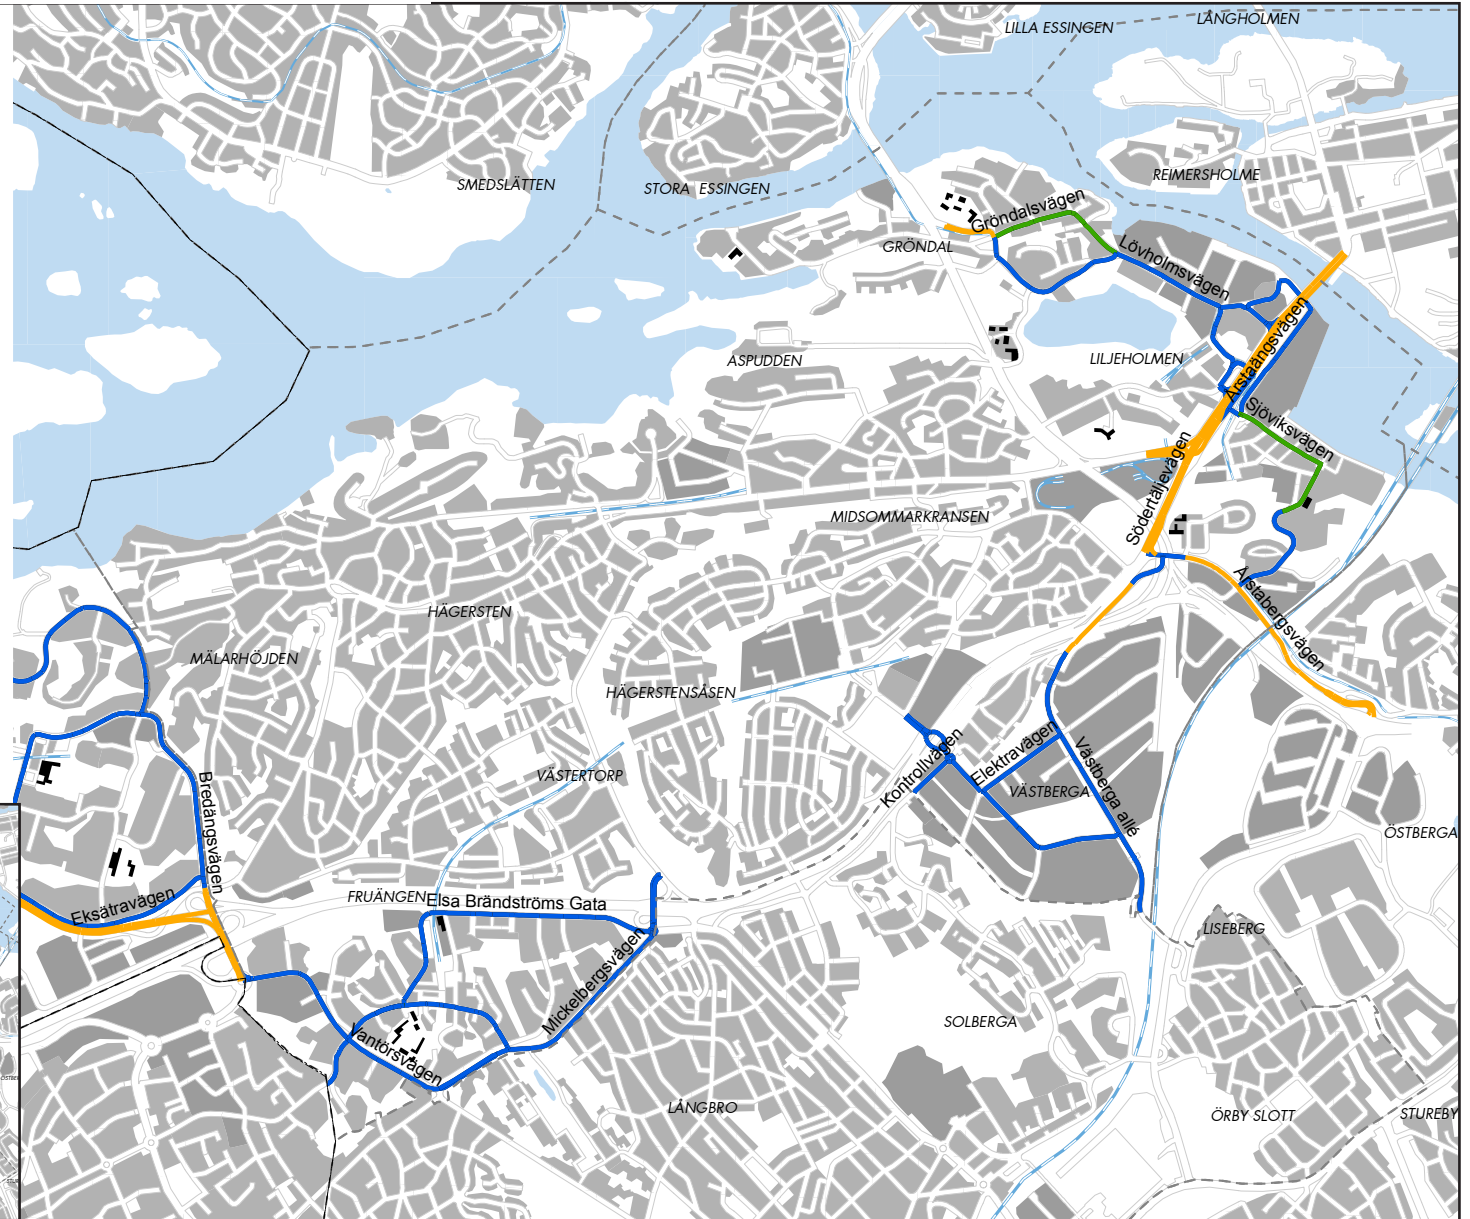 LILLA ESSINGEN
LÅNGHOLMEN
SMEDSLÄTTEN
STORA ESSINGEN
REIMERSHOLME
Gröndalsvägen
GRÖNDAL
Lövholmsvägen
ASPUDDEN
LILJEHOLMEN
Årstaängsvägen
Sjöviksvägen
Södertäljevägen
MIDSOMMARKRANSEN
HÄGERSTEN
Årstabergsvägen
MÄLARHÖJDEN
HÄGERSTENSÅSEN
VÄSTERTORP
Kontrollvägen
Elektravägen
VÄSTBERGA
Västberga allé
Bredängsvägen
ÖSTBERGA
Eksätravägen
FRUÄNGEN
Elsa Brändströms Gata
LISEBERG
Mickelbergsvägen
Vantörsvägen
SOLBERGA
LÅNGBRO
ÖRBY SLOTT
STUREBY